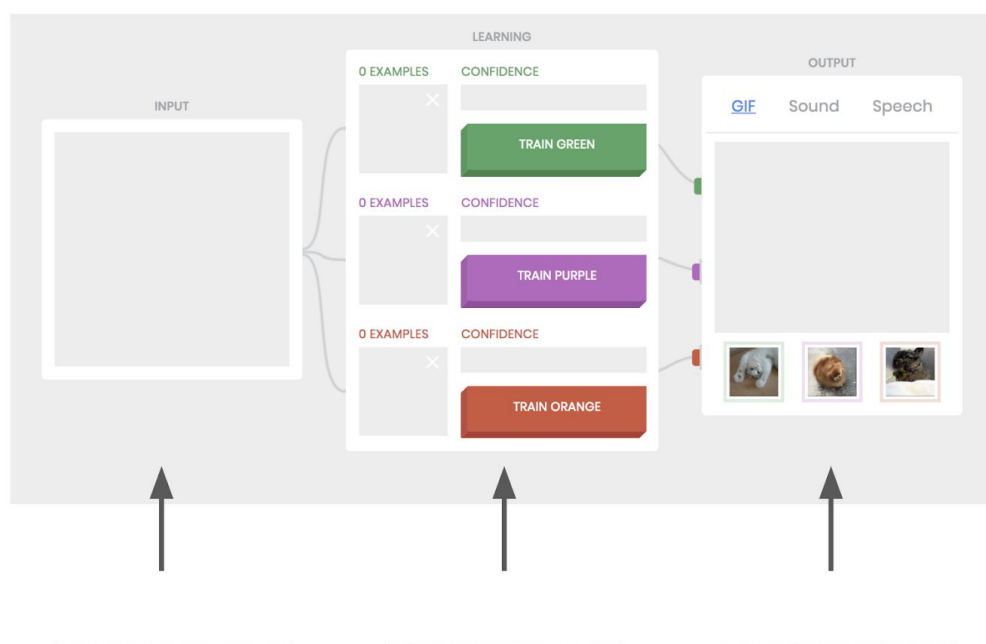 LEARNING
OUTPUT
INPUT
0 EXAMPLES CONFIDENCE
TRAIN GREEN
0 EXAMPLES CONFIDENCE
TRAIN PURPLE
0 EXAMPLES CONFIDENCE
TRAIN ORANGE
GIF Sound Speech